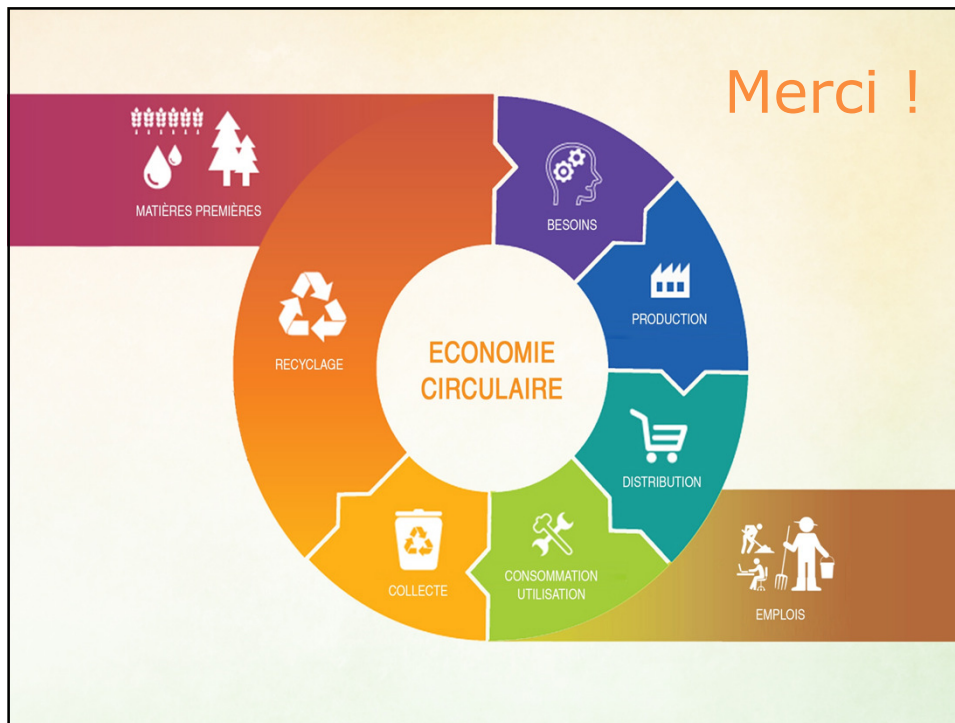 Merci !
MATIÈRES PREMIÈRES
BESOINS
PRODUCTION
RECYCLAGE
ECONOMIE
CIRCULAIRE
DISTRIBUTION
CONSOMMATION
UTILISATION
COLLECTE
EMPLOIS